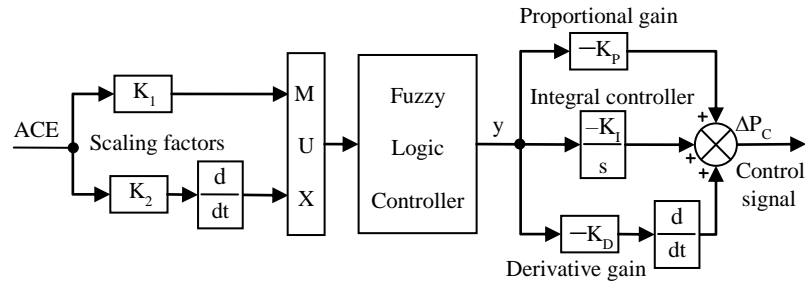 Proportional gain
−K_P
K_1
M
Fuzzy
Integral controller
ACE
Scaling factors
U
Logic
y
−K_I
s
+
+
+
ΔP_C
Control
signal
K_2
d
dt
X
Controller
−K_D
d
dt
Derivative gain